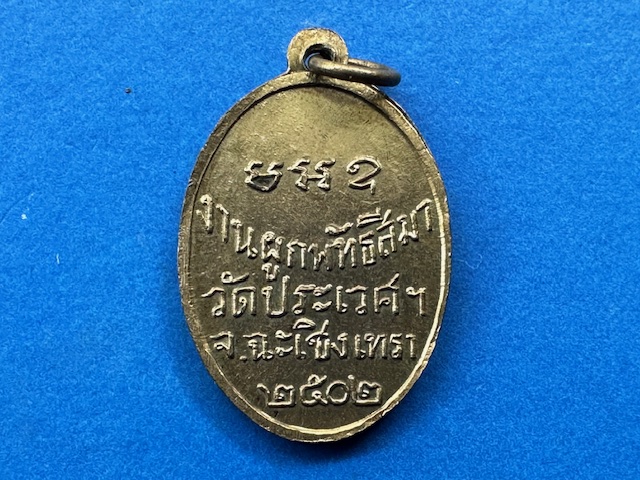 งานผูกพัทธสีมา
วัดประเวศฯ
จ.ฉะเชิงเทรา
๒๕๐๒